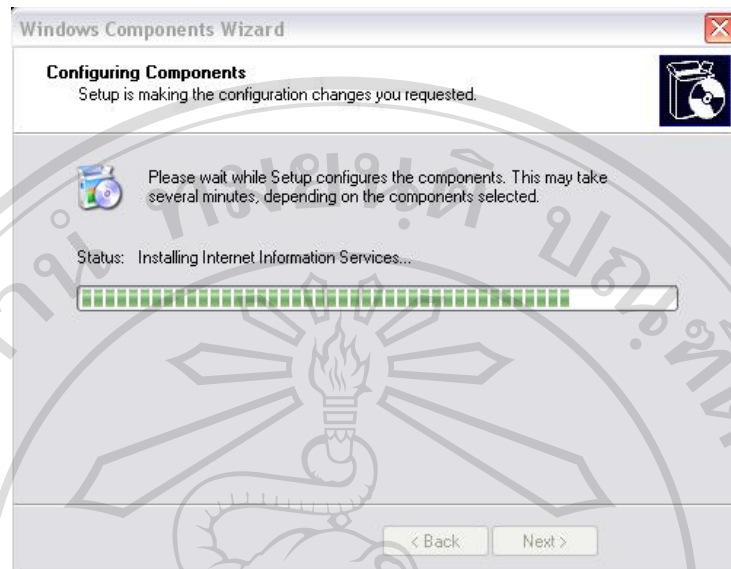 Windows Components Wizard
Configuring Components
Setup is making the configuration changes you requested.
Please wait while Setup configures the components. This may take
several minutes, depending on the components selected.
Status: Installing Internet Information Services...
< Back Next >